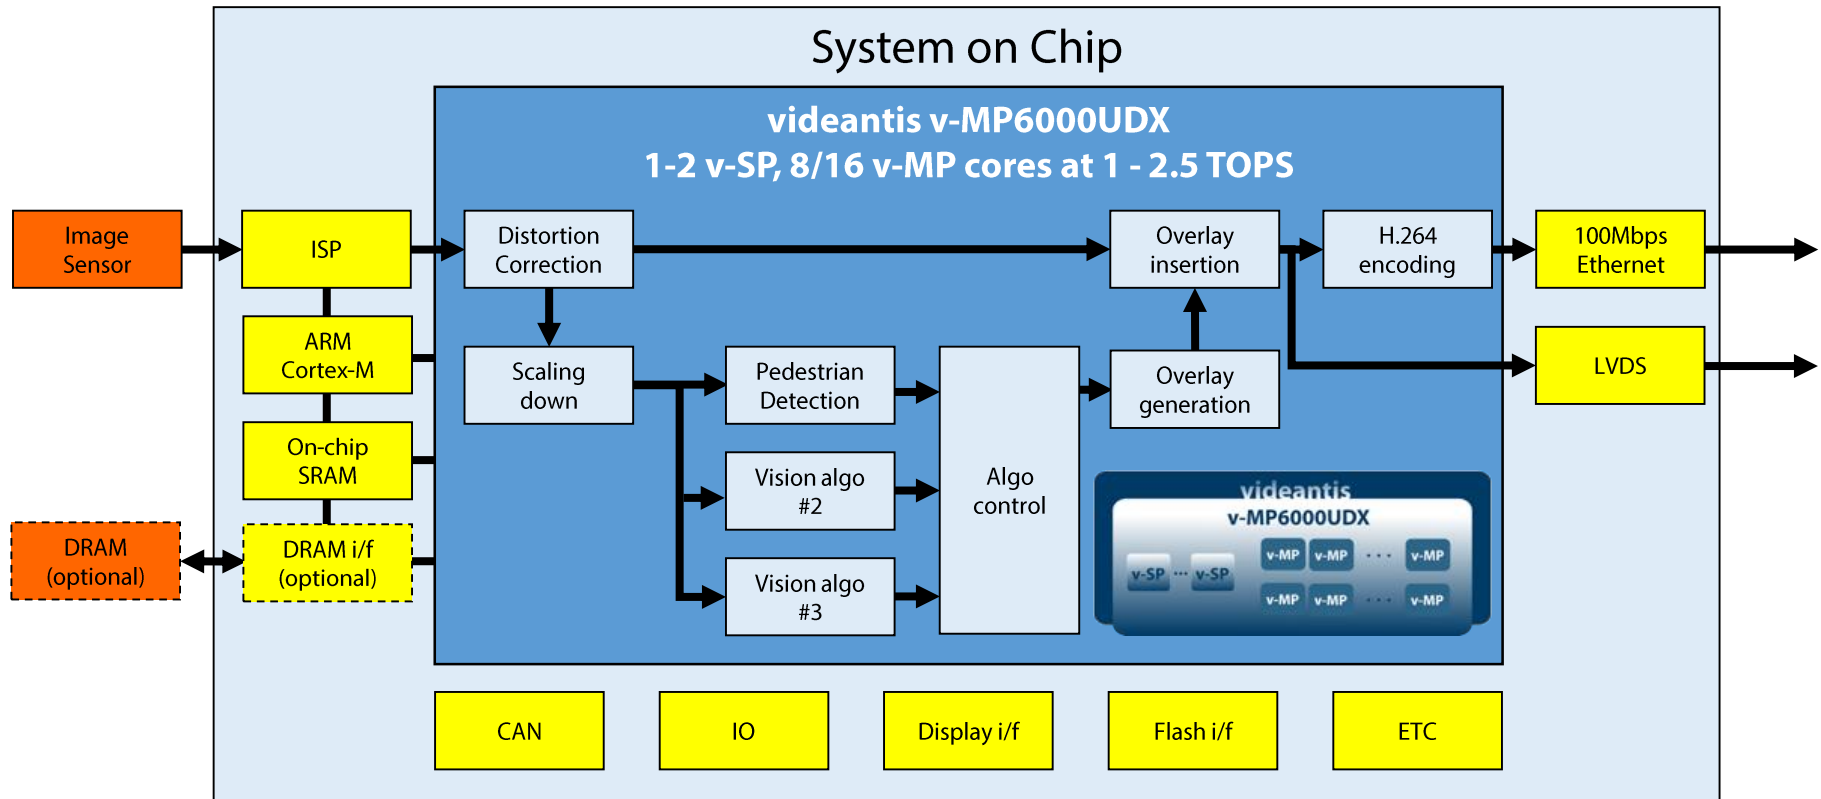 System on Chip
videantis v-MP6000UDX
1-2 v-SP, 8/16 v-MP cores at 1 - 2.5 TOPS
Image
Sensor
ISP
Distortion
Correction
Overlay
insertion
H.264
encoding
100Mbps
Ethernet
ARM
Cortex-M
Scaling
down
Pedestrian
Detection
Overlay
generation
LVDS
On-chip
SRAM
Vision algo
#2
Algo
control
DRAM
(optional)
DRAM i/f
(optional)
Vision algo
#3
videantis
v-MP6000UDX
v-SP ... v-SP
v-MP v-MP . . . v-MP
v-MP v-MP . . . v-MP
CAN
IO
Display i/f
Flash i/f
ETC